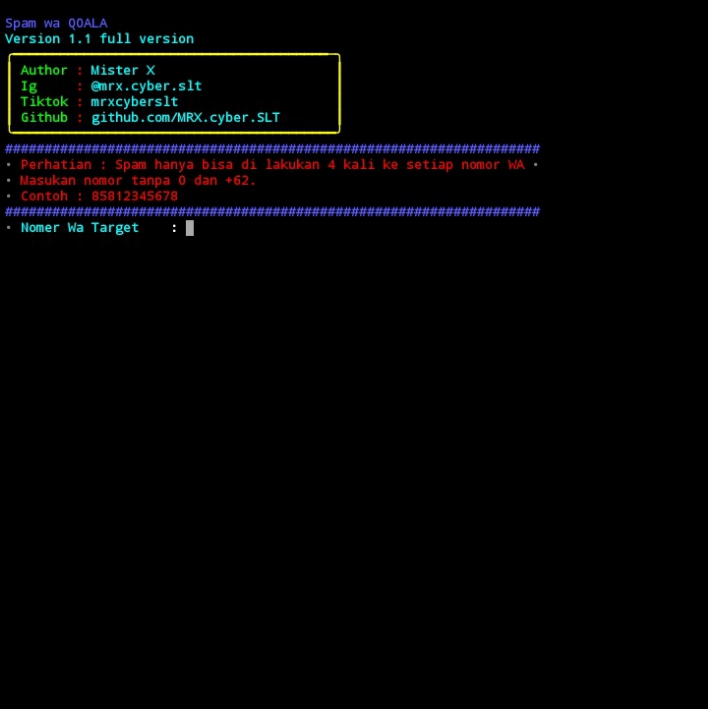 Spam wa QOALA
Version 1.1 full version
Author : Mister X
Ig : @mrx.cyber.slt
Tiktok : mrxcyberslt
Github : github.com/MRX.cyber.SLT
####################################################################
• Perhatian : Spam hanya bisa di lakukan 4 kali ke setiap nomor WA •
• Masukan nomor tanpa 0 dan +62.
• Contoh : 85812345678
####################################################################
• Nomer Wa Target :